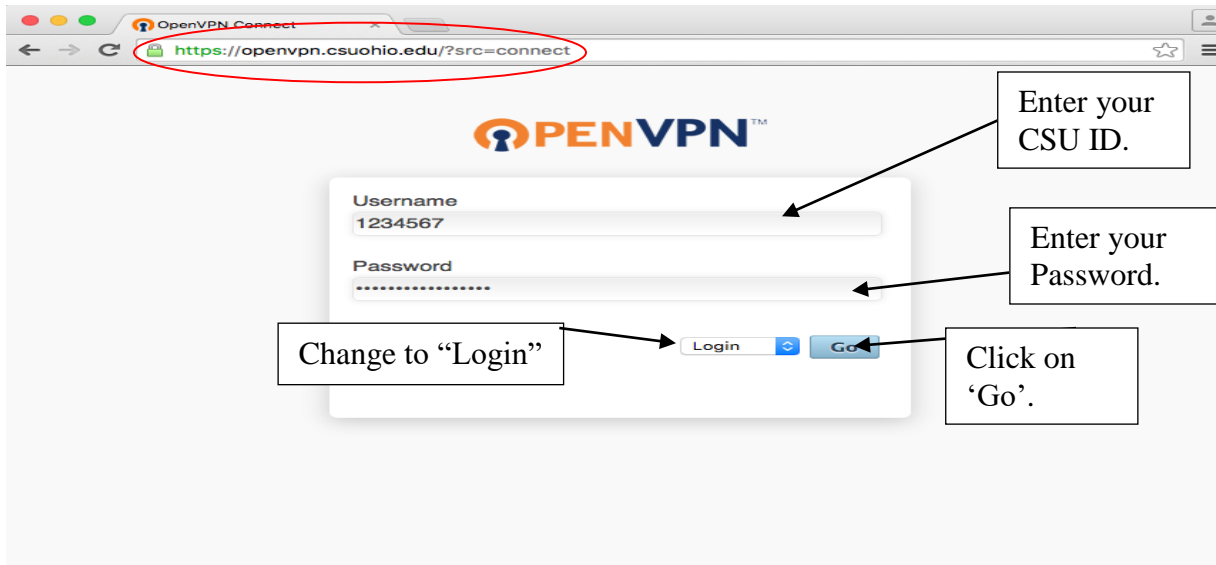 OpenVPN Connect
https://openvpn.csuohio.edu/?src=connect
Enter your
CSU ID.
OPENVPN™
Username
1234567
Enter your
Password.
Password
•••••••••••••••••
Change to “Login”
Login
Go
Click on
‘Go’.